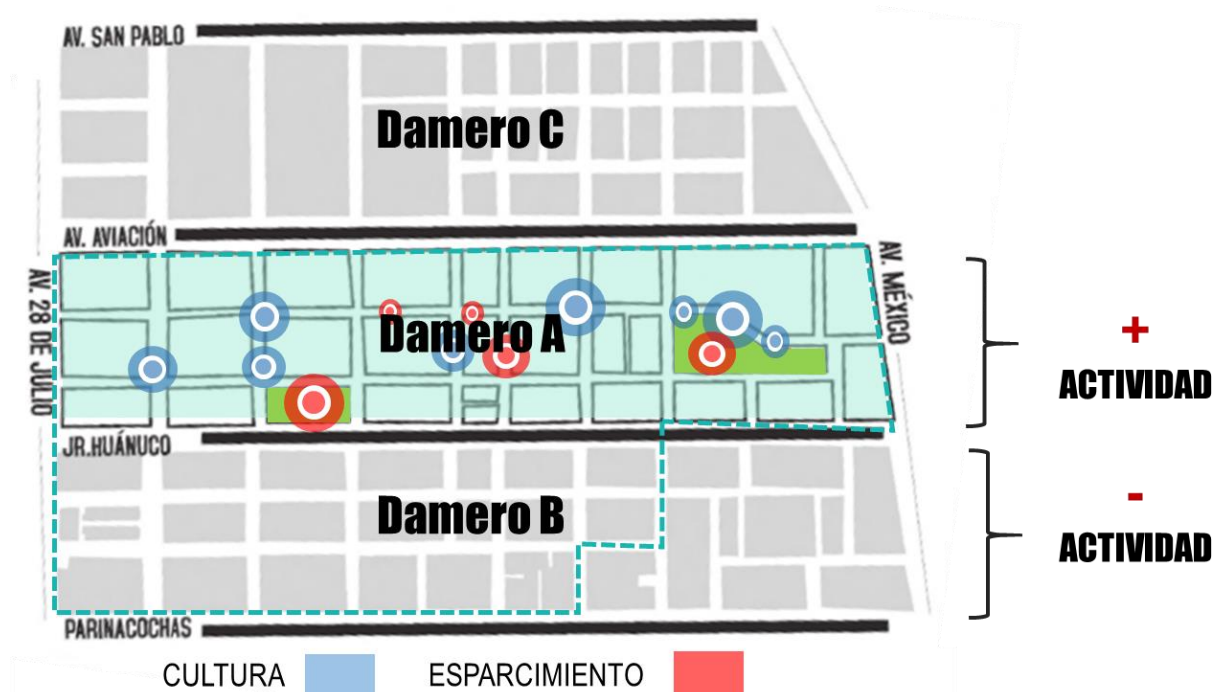 AV. SAN PABLO
Damero C
AV. AVIACIÓN
AV. 28 DE JULIO
AV. MÉXICO
Damero A
+
ACTIVIDAD
JR.HUÁNUCO
Damero B
-
ACTIVIDAD
PARINACOCHAS
CULTURA
ESPARCIMIENTO